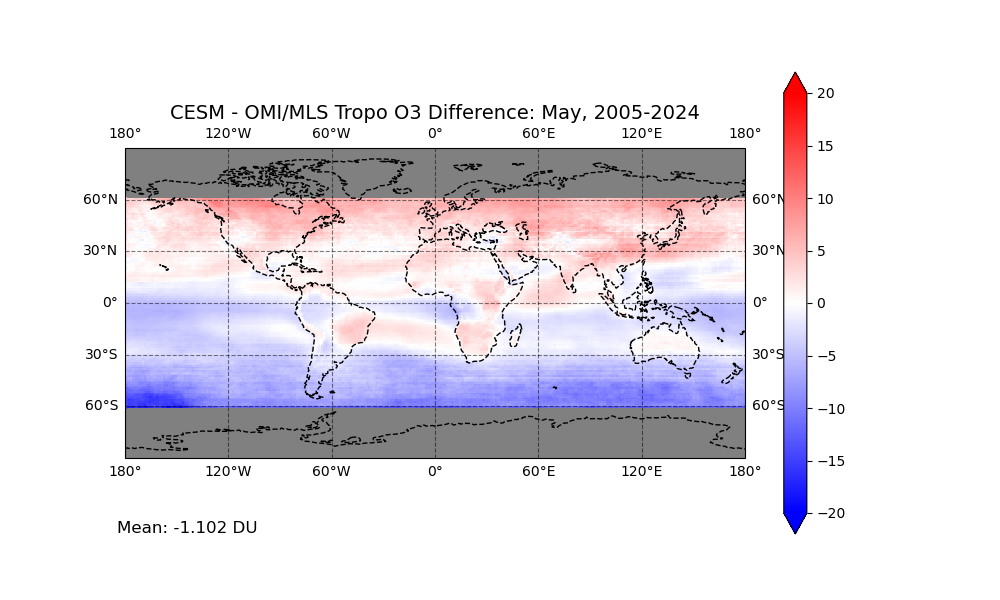 CESM - OMI/MLS Tropo O3 Difference: May, 2005-2024
180° 120°W 60°W 0° 60°E 120°E 180°
60°N 60°N
30°N 30°N
0° 0°
30°S 30°S
60°S 60°S
180° 120°W 60°W 0° 60°E 120°E 180°
20
15
10
5
0
−5
−10
−15
−20
Mean: -1.102 DU